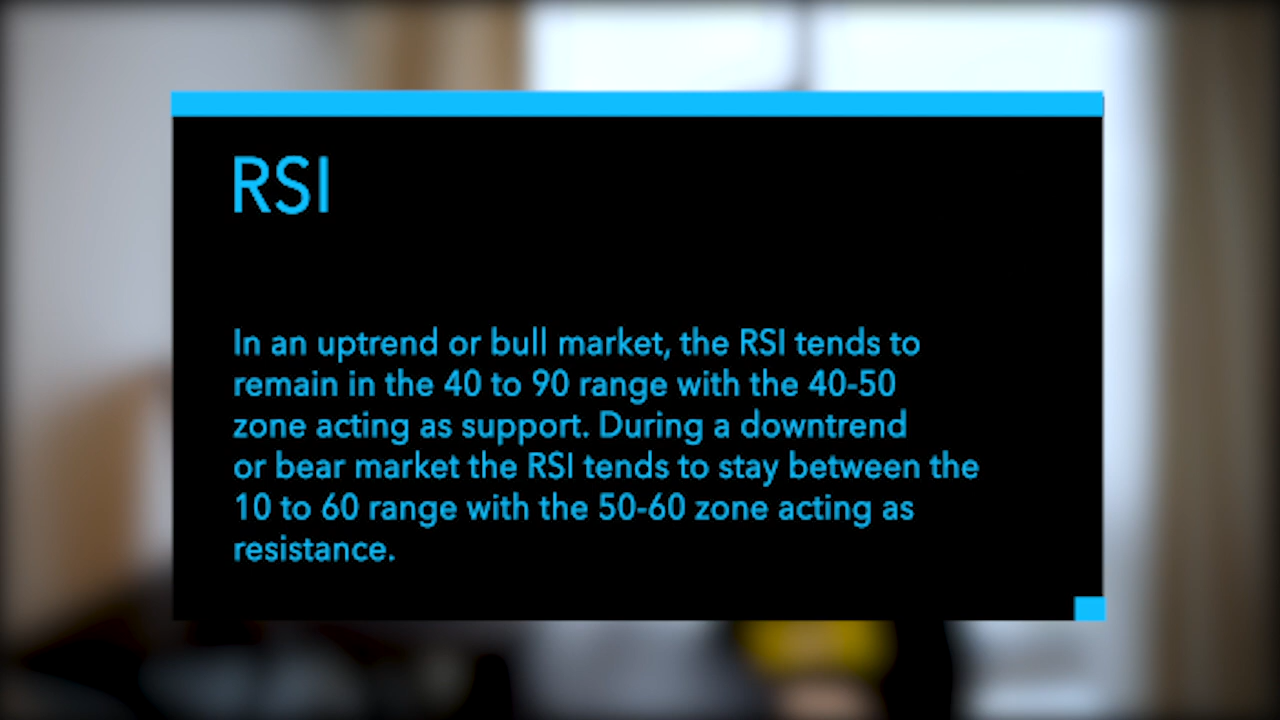 RSI
In an uptrend or bull market, the RSI tends to
remain in the 40 to 90 range with the 40-50
zone acting as support. During a downtrend
or bear market the RSI tends to stay between the
10 to 60 range with the 50-60 zone acting as
resistance.